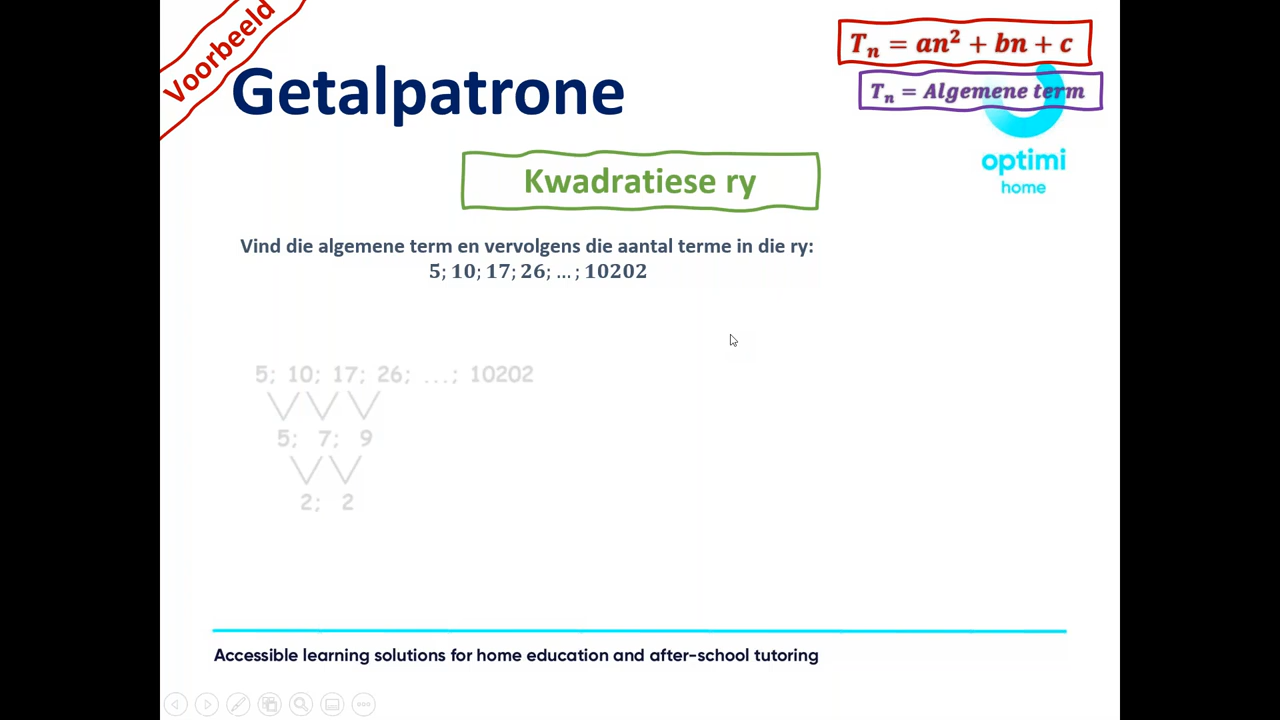 Voorbeeld
Getalpatrone
Tₙ = an² + bn + c
Tₙ = Algemene term
optimi
home
Kwadratiese ry
Vind die algemene term en vervolgens die aantal terme in die ry:
5; 10; 17; 26; … ; 10202
5; 10; 17; 26; ...; 10202
5; 7; 9
2; 2
Accessible learning solutions for home education and after-school tutoring